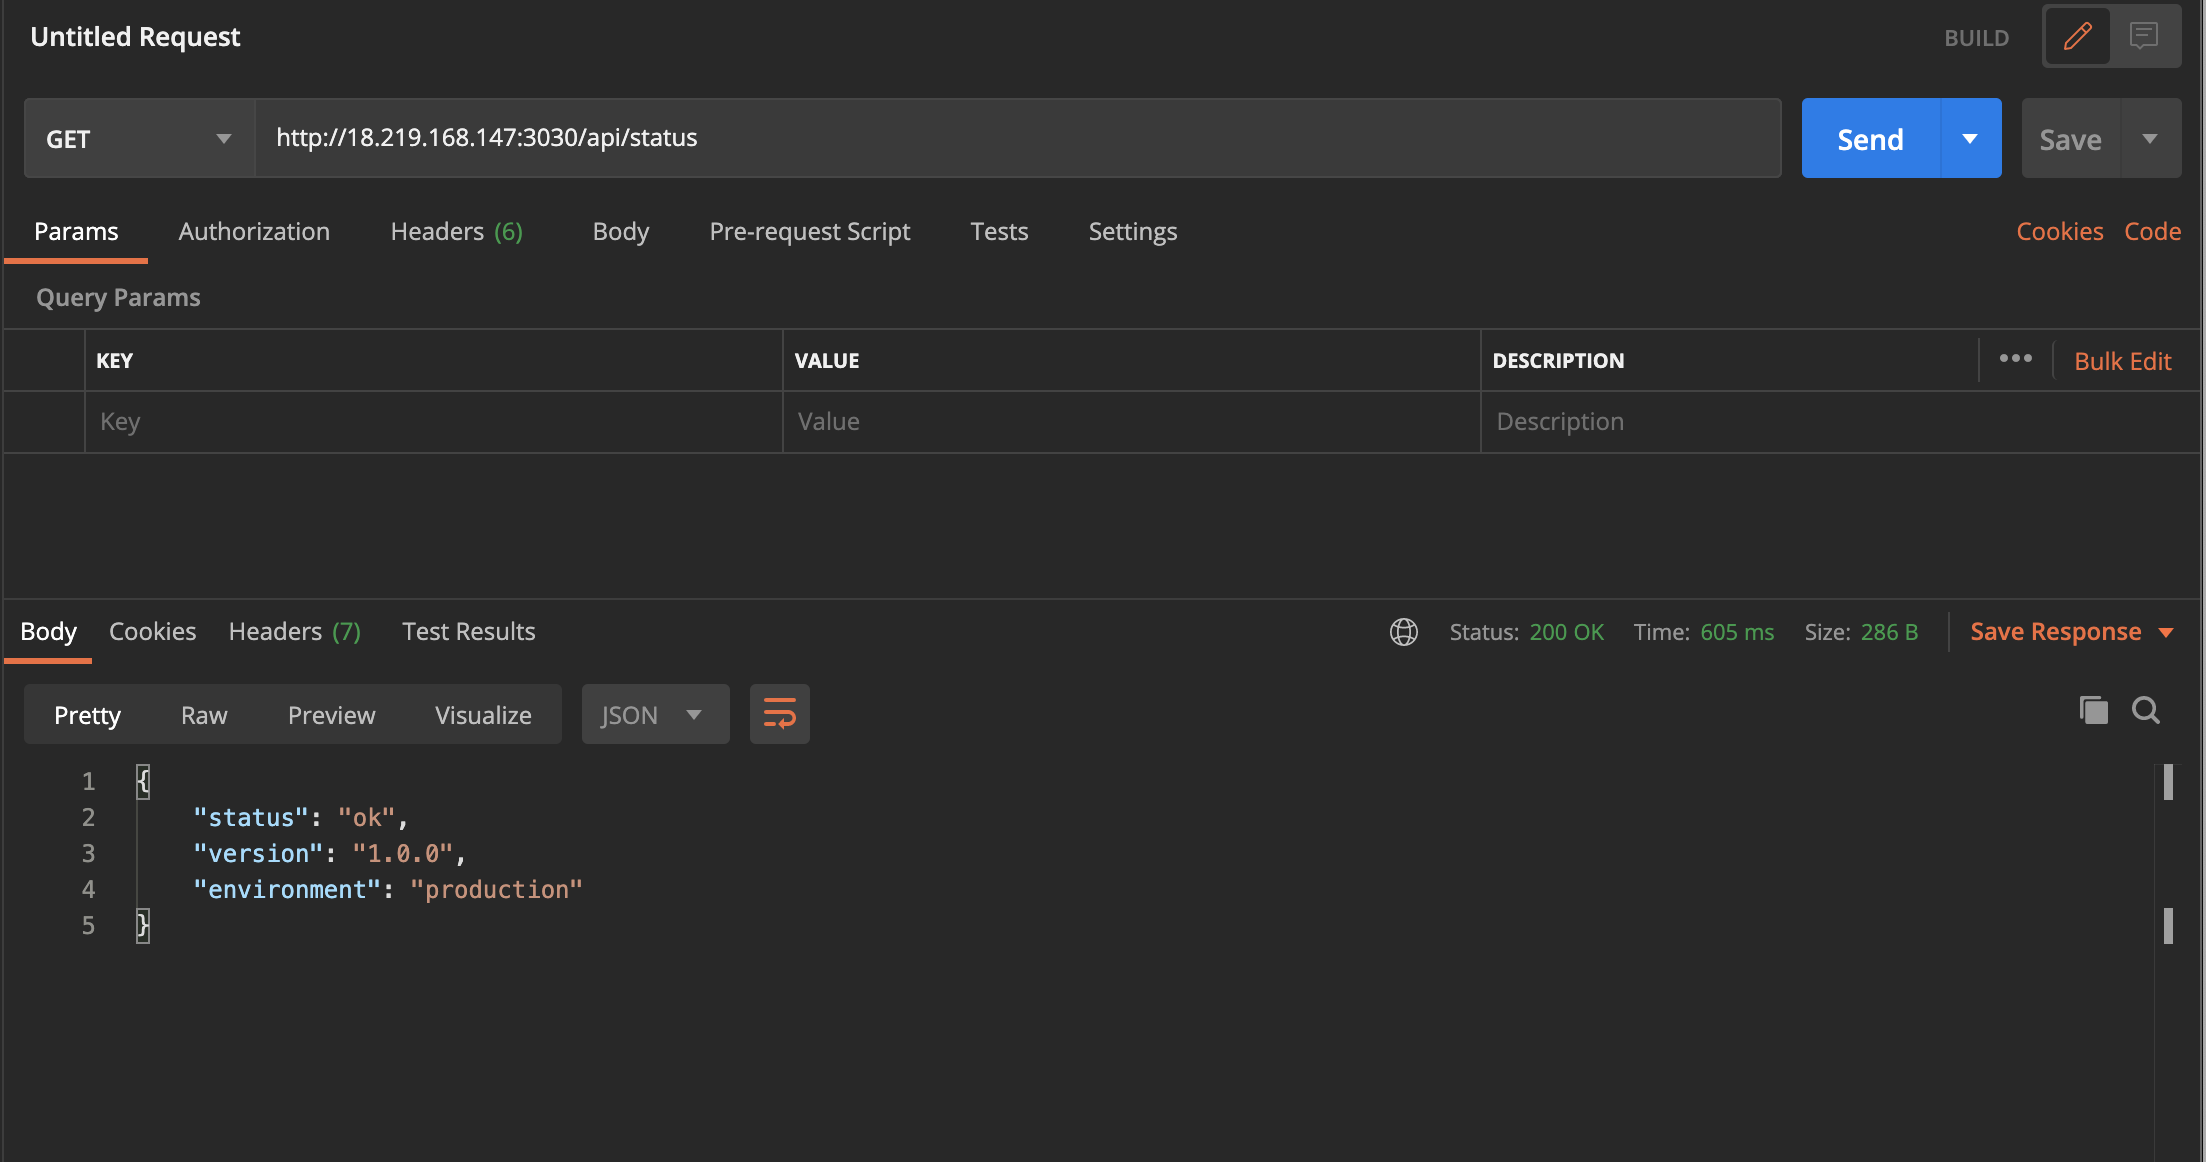 Untitled Request
BUILD
GET
http://18.219.168.147:3030/api/status
Send
Save
Params Authorization Headers (6) Body Pre-request Script Tests Settings Cookies Code
Query Params
KEY VALUE DESCRIPTION ••• Bulk Edit
Key Value Description
Body Cookies Headers (7) Test Results Status: 200 OK Time: 605 ms Size: 286 B Save Response
Pretty Raw Preview Visualize JSON
1 {
2 "status": "ok",
3 "version": "1.0.0",
4 "environment": "production"
5 }